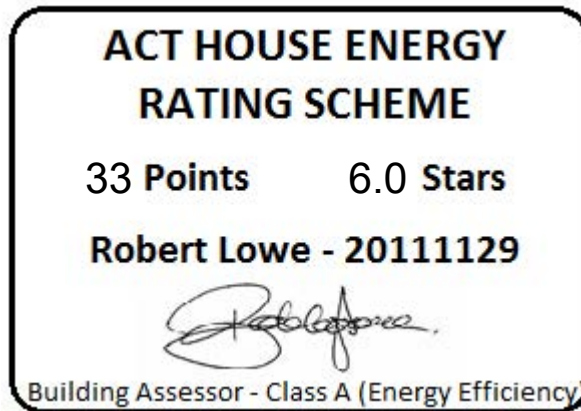 ACT HOUSE ENERGY
RATING SCHEME
33 Points 6.0 Stars
Robert Lowe - 20111129
Building Assessor - Class A (Energy Efficiency)